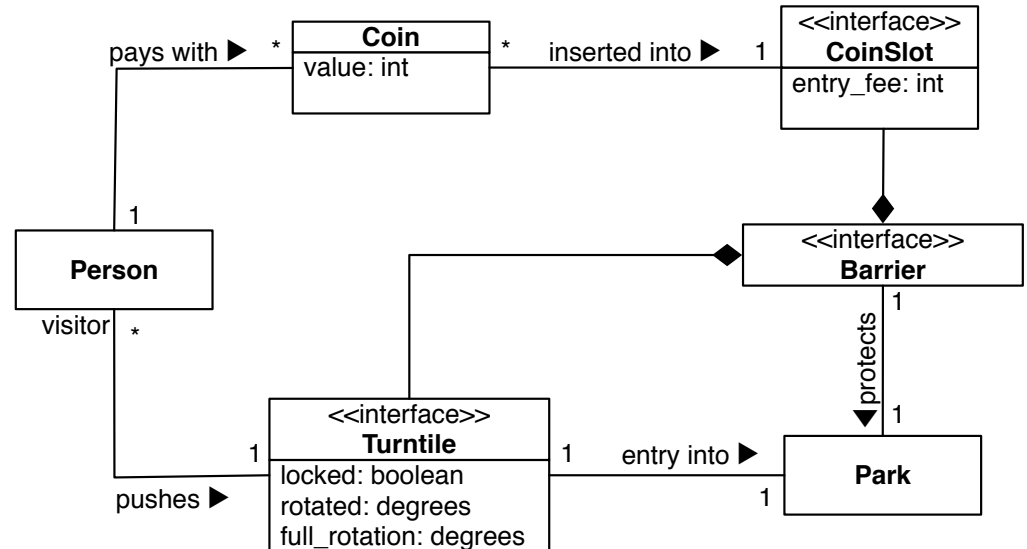 <<interface>>
CoinSlot
entry_fee: int
pays with ▶
*
Coin
value: int
*
inserted into ▶
1
1
Person
visitor
*
<<interface>>
Barrier
1
protects
1
<<interface>>
Turntile
locked: boolean
rotated: degrees
full_rotation: degrees
1
pushes ▶
1
entry into ▶
1
Park